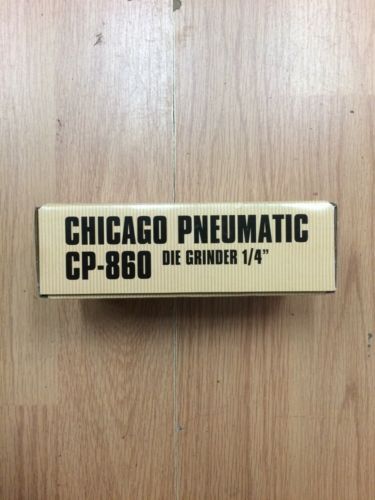 CHICAGO PNEUMATIC
CP-860 DIE GRINDER 1/4"